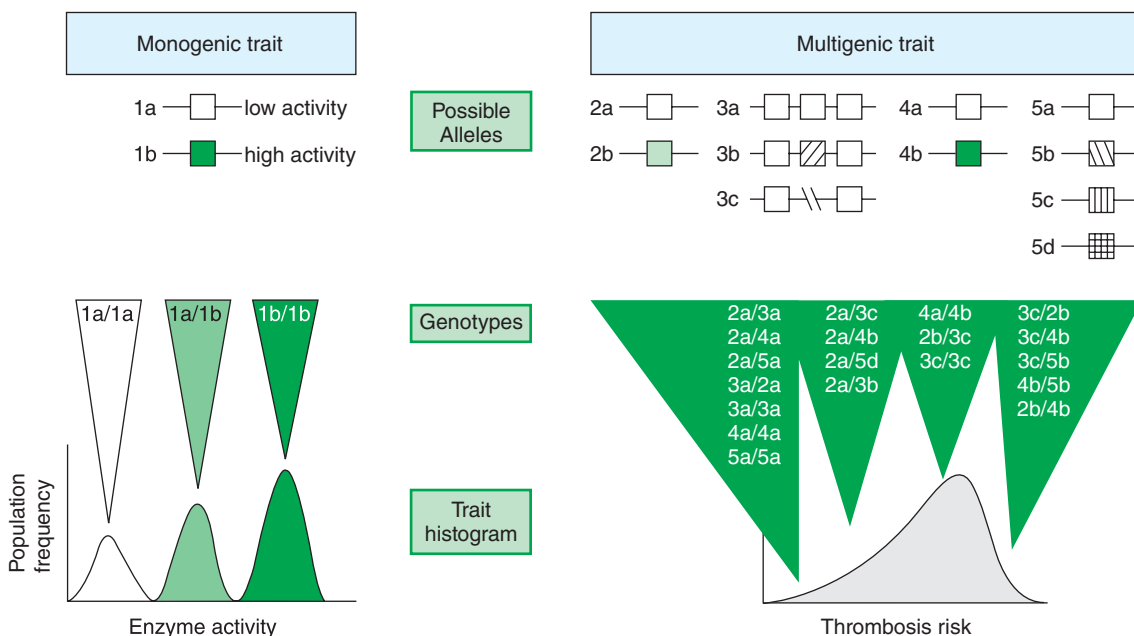 Monogenic trait
Multigenic trait
1a
low activity
1b
high activity
Possible
Alleles
2a
2b
3a
3b
3c
4a
4b
5a
5b
5c
5d
1a/1a
1a/1b
1b/1b
Genotypes
2a/3a
2a/4a
2a/5a
3a/2a
3a/3a
4a/4a
5a/5a
2a/3c
2a/4b
2a/5d
2a/3b
4a/4b
2b/3c
3c/3c
3c/2b
3c/4b
3c/5b
4b/5b
2b/4b
Population
frequency
Trait
histogram
Enzyme activity
Thrombosis risk